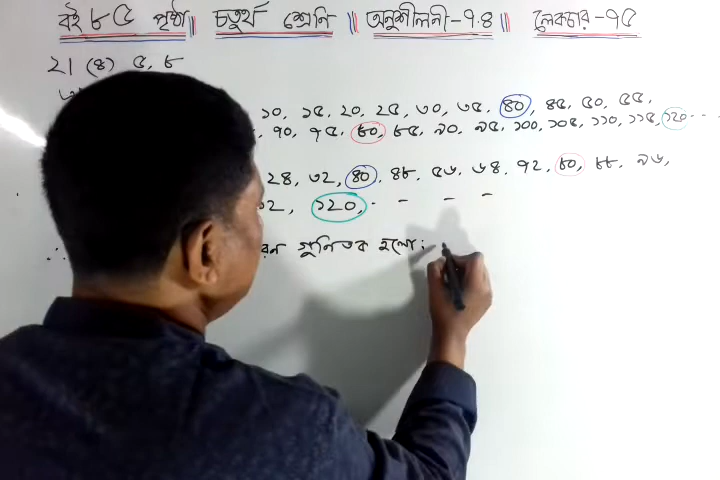 বই ৮৫ পৃষ্ঠা॥ চতুর্থ শ্রেনি ॥ অনুশীলনী-৭.৪॥ লেকচার-৭৫
২। (৪) ৫, ৮
১০, ১৫, ২০, ২৫, ৩০, ৩৫, ৪০, ৪৫, ৫০, ৫৫,
৭০, ৭৫, ৮০, ৮৫, ৯০, ৯৫, ১০০, ১০৫, ১১০, ১১৫, ১২০...
২৪, ৩২, ৪০, ৪৮, ৫৬, ৬৪, ৭২, ৮০, ৮৮, ৯৬,
১২০, - - -
∴ গুনিতক হলো: